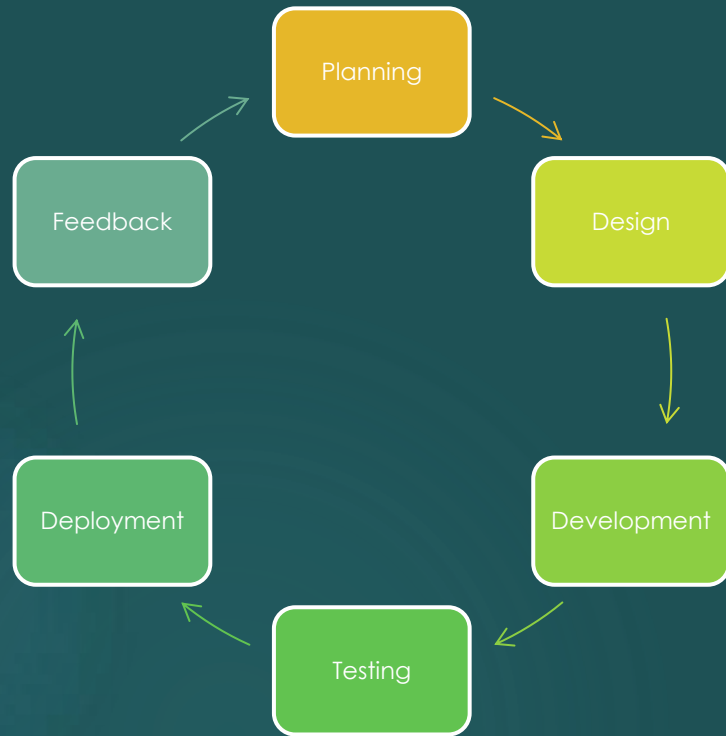 Planning
Design
Development
Testing
Deployment
Feedback